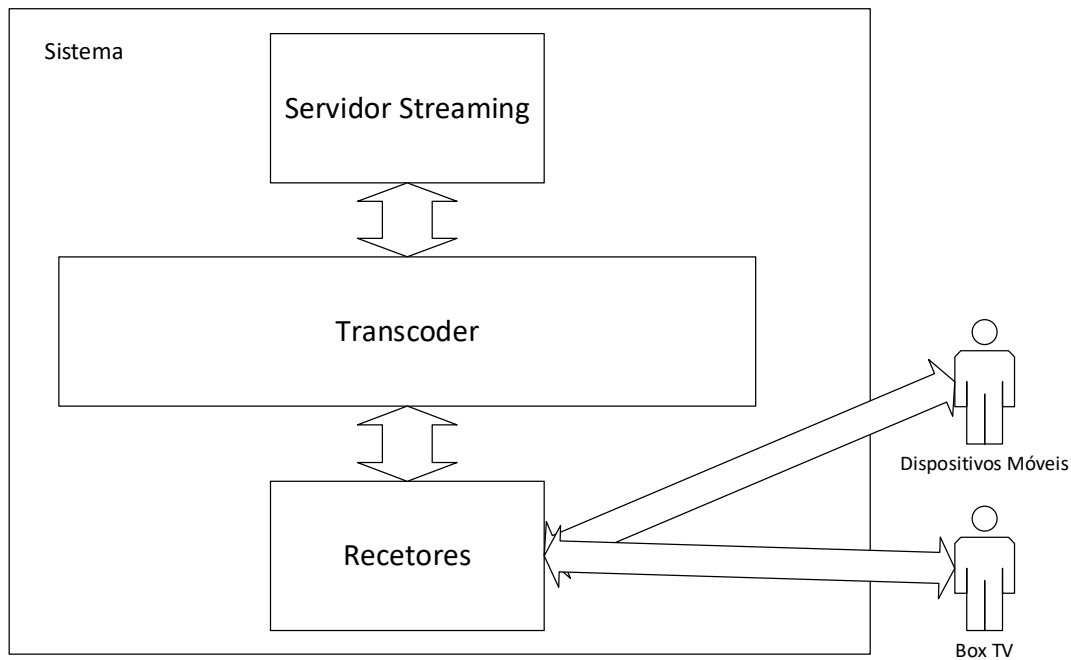 Sistema
Servidor Streaming
Transcoder
Dispositivos Móveis
Recetores
Box TV